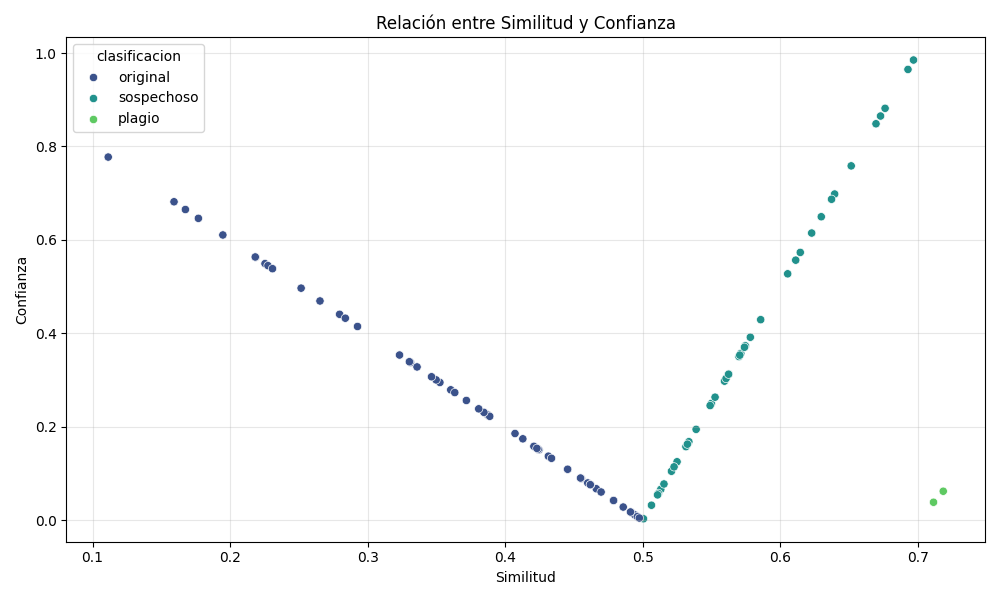 Relación entre Similitud y Confianza
clasificacion
original
sospechoso
plagio
Confianza
1.0
0.8
0.6
0.4
0.2
0.0
0.1
0.2
0.3
0.4
0.5
0.6
0.7
Similitud